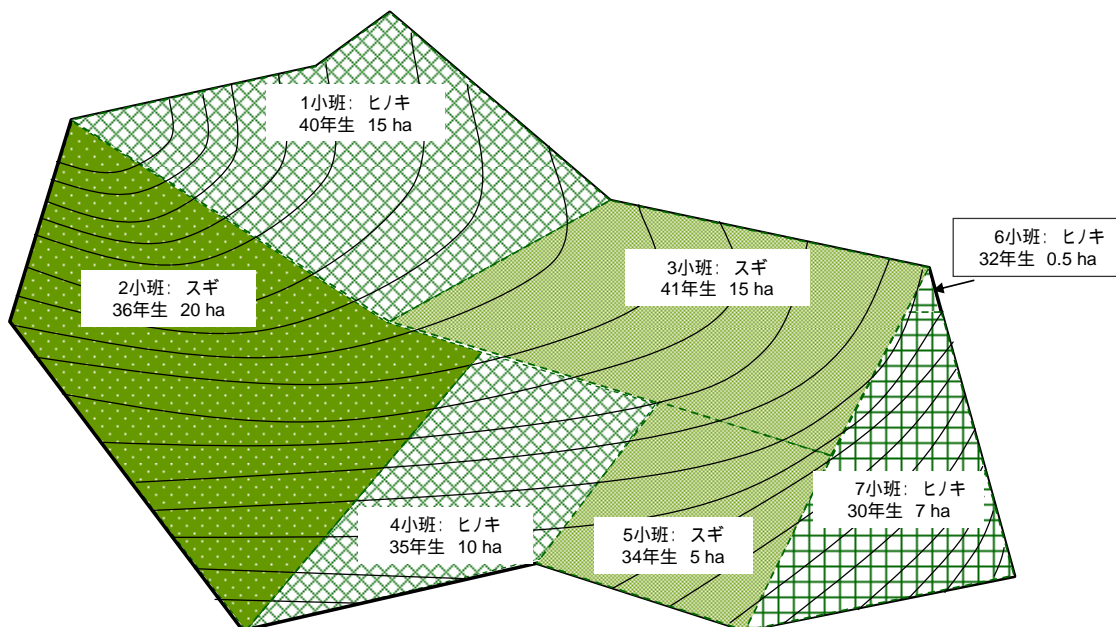 1小班: ヒノキ
40年生 15 ha
2小班: スギ
36年生 20 ha
3小班: スギ
41年生 15 ha
6小班: ヒノキ
32年生 0.5 ha
4小班: ヒノキ
35年生 10 ha
5小班: スギ
34年生 5 ha
7小班: ヒノキ
30年生 7 ha